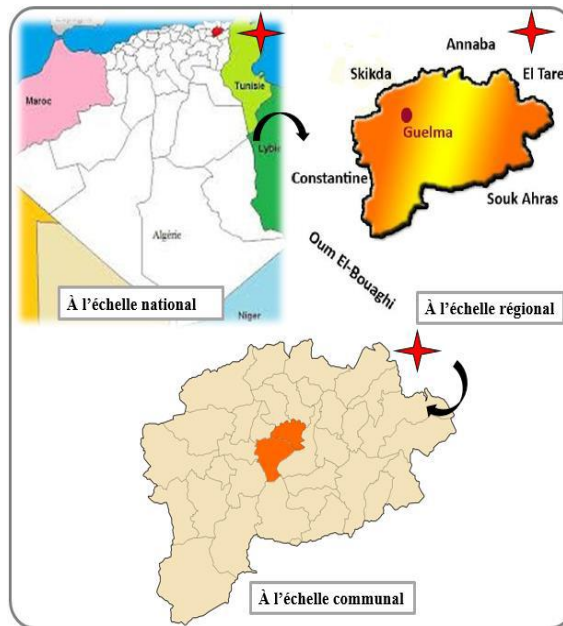 Maroc
Tunisie
Lybie
Algérie
Niger
À l'échelle national
Annaba
Skikda
El Tare
Guelma
Constantine
Souk Ahras
Oum El-Bouaghi
À l'échelle régional
À l'échelle communal